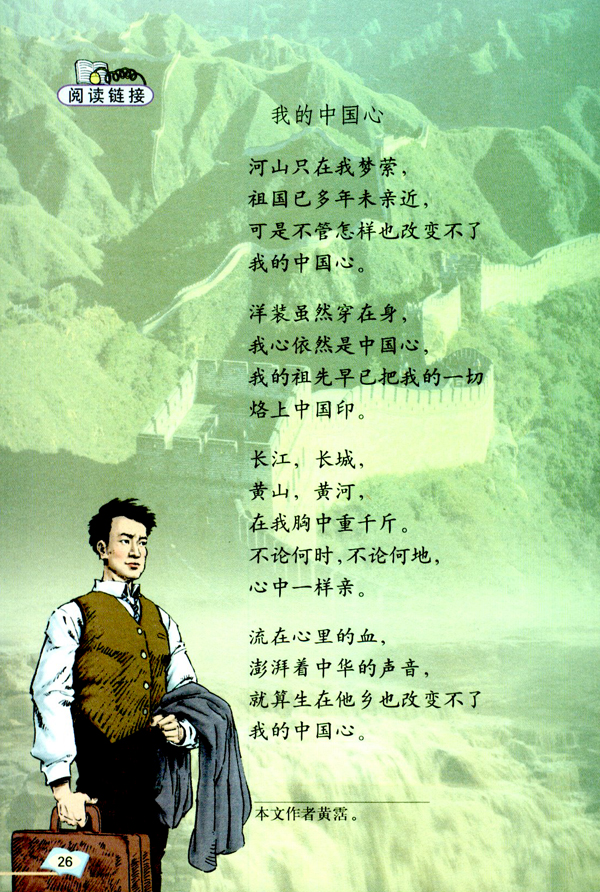 阅读链接
我的中国心
河山只在我梦萦，
祖国已多年未亲近，
可是不管怎样也改变不了
我的中国心。
洋装虽然穿在身，
我心依然是中国心，
我的祖先早已把我的一切
烙上中国印。
长江，长城，
黄山，黄河，
在我胸中重千斤。
不论何时，不论何地，
心中一样亲。
流在心里的血，
澎湃着中华的声音，
就算生在他乡也改变不了
我的中国心。
本文作者黄霑。
26